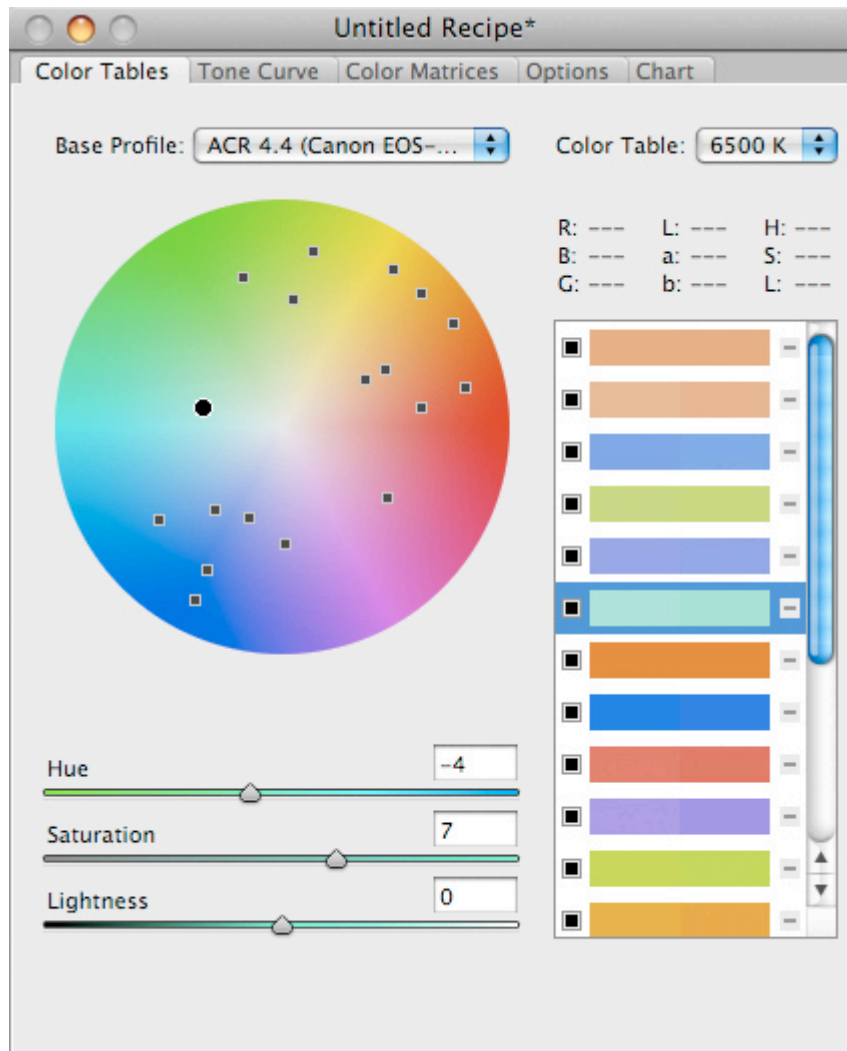 Untitled Recipe*
Color Tables Tone Curve Color Matrices Options Chart
Base Profile: ACR 4.4 (Canon EOS-... Color Table: 6500 K
R: --- L: --- H: ---
B: --- a: --- S: ---
G: --- b: --- L: ---
Hue -4
Saturation 7
Lightness 0